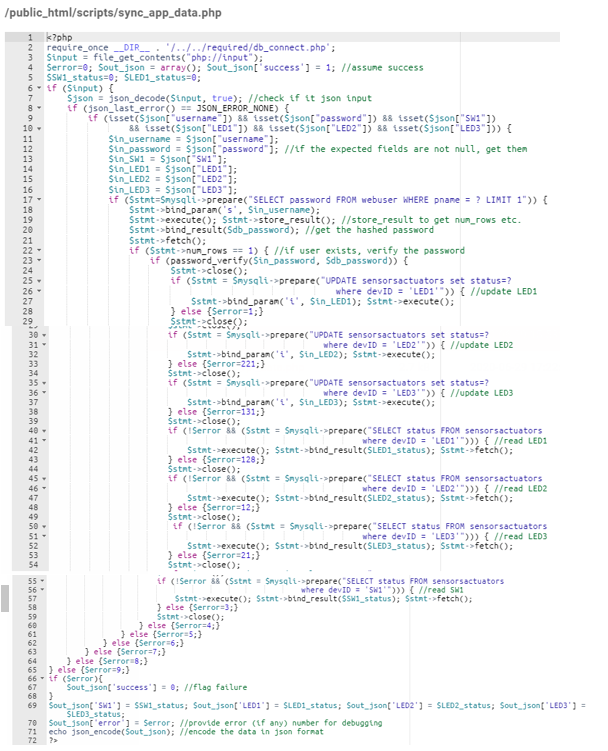 /public_html/scripts/sync_app_data.php
1 <?php
2 require_once __DIR__ . '/../../required/db_connect.php';
3 $input = file_get_contents("php://input");
4 $error=0; $out_json = array(); $out_json['success'] = 1; //assume success
5 $SW1_status=0; $LED1_status=0;
6 if ($input) {
7 $json = json_decode($input, true); //check if it json input
8 if (json_last_error() == JSON_ERROR_NONE) {
9 if (isset($json["username"]) && isset($json["password"]) && isset($json["SW1"])
10 && isset($json["LED1"]) && isset($json["LED2"]) && isset($json["LED3"])) {
11 $in_username = $json["username"];
12 $in_password = $json["password"]; //if the expected fields are not null, get them
13 $in_SW1 = $json["SW1"];
14 $in_LED1 = $json["LED1"];
15 $in_LED2 = $json["LED2"];
16 $in_LED3 = $json["LED3"];
17 if ($stmt=$mysqli->prepare("SELECT password FROM webuser WHERE pname = ? LIMIT 1")) {
18 $stmt->bind_param('s', $in_username);
19 $stmt->execute(); $stmt->store_result(); //store_result to get num_rows etc.
20 $stmt->bind_result($db_password); //get the hashed password
21 $stmt->fetch();
22 if ($stmt->num_rows == 1) { //if user exists, verify the password
23 if (password_verify($in_password, $db_password)) {
24 $stmt->close();
25 if ($stmt = $mysqli->prepare("UPDATE sensorsactuators set status=?
26 where devID = 'LED1'")) { //update LED1
27 $stmt->bind_param('i', $in_LED1); $stmt->execute();
28 } else {$error=1;}
29 $stmt->close();
30 if ($stmt = $mysqli->prepare("UPDATE sensorsactuators set status=?
31 where devID = 'LED2'")) { //update LED2
32 $stmt->bind_param('i', $in_LED2); $stmt->execute();
33 } else {$error=221;}
34 $stmt->close();
35 if ($stmt = $mysqli->prepare("UPDATE sensorsactuators set status=?
36 where devID = 'LED3'")) { //update LED3
37 $stmt->bind_param('i', $in_LED3); $stmt->execute();
38 } else {$error=131;}
39 $stmt->close();
40 if (!$error && ($stmt = $mysqli->prepare("SELECT status FROM sensorsactuators
41 where devID = 'LED1'"))) { //read LED1
42 $stmt->execute(); $stmt->bind_result($LED1_status); $stmt->fetch();
43 } else {$error=128;}
44 $stmt->close();
45 if (!$error && ($stmt = $mysqli->prepare("SELECT status FROM sensorsactuators
46 where devID = 'LED2'"))) { //read LED2
47 $stmt->execute(); $stmt->bind_result($LED2_status); $stmt->fetch();
48 } else {$error=12;}
49 $stmt->close();
50 if (!$error && ($stmt = $mysqli->prepare("SELECT status FROM sensorsactuators
51 where devID = 'LED3'"))) { //read LED3
52 $stmt->execute(); $stmt->bind_result($LED3_status); $stmt->fetch();
53 } else {$error=21;}
54 $stmt->close();
55 if (!$error && ($stmt = $mysqli->prepare("SELECT status FROM sensorsactuators
56 where devID = 'SW1'"))) { //read SW1
57 $stmt->execute(); $stmt->bind_result($SW1_status); $stmt->fetch();
58 } else {$error=3;}
59 $stmt->close();
60 } else {$error=4;}
61 } else {$error=5;}
62 } else {$error=6;}
63 } else {$error=7;}
64 } else {$error=8;}
65 } else {$error=9;}
66 if ($error){
67 $out_json['success'] = 0; //flag failure
68 }
69 $out_json['SW1'] = $SW1_status; $out_json['LED1'] = $LED1_status; $out_json['LED2'] = $LED2_status; $out_json['LED3'] =
$LED3_status;
70 $out_json['error'] = $error; //provide error (if any) number for debugging
71 echo json_encode($out_json); //encode the data in json format
72 ?>